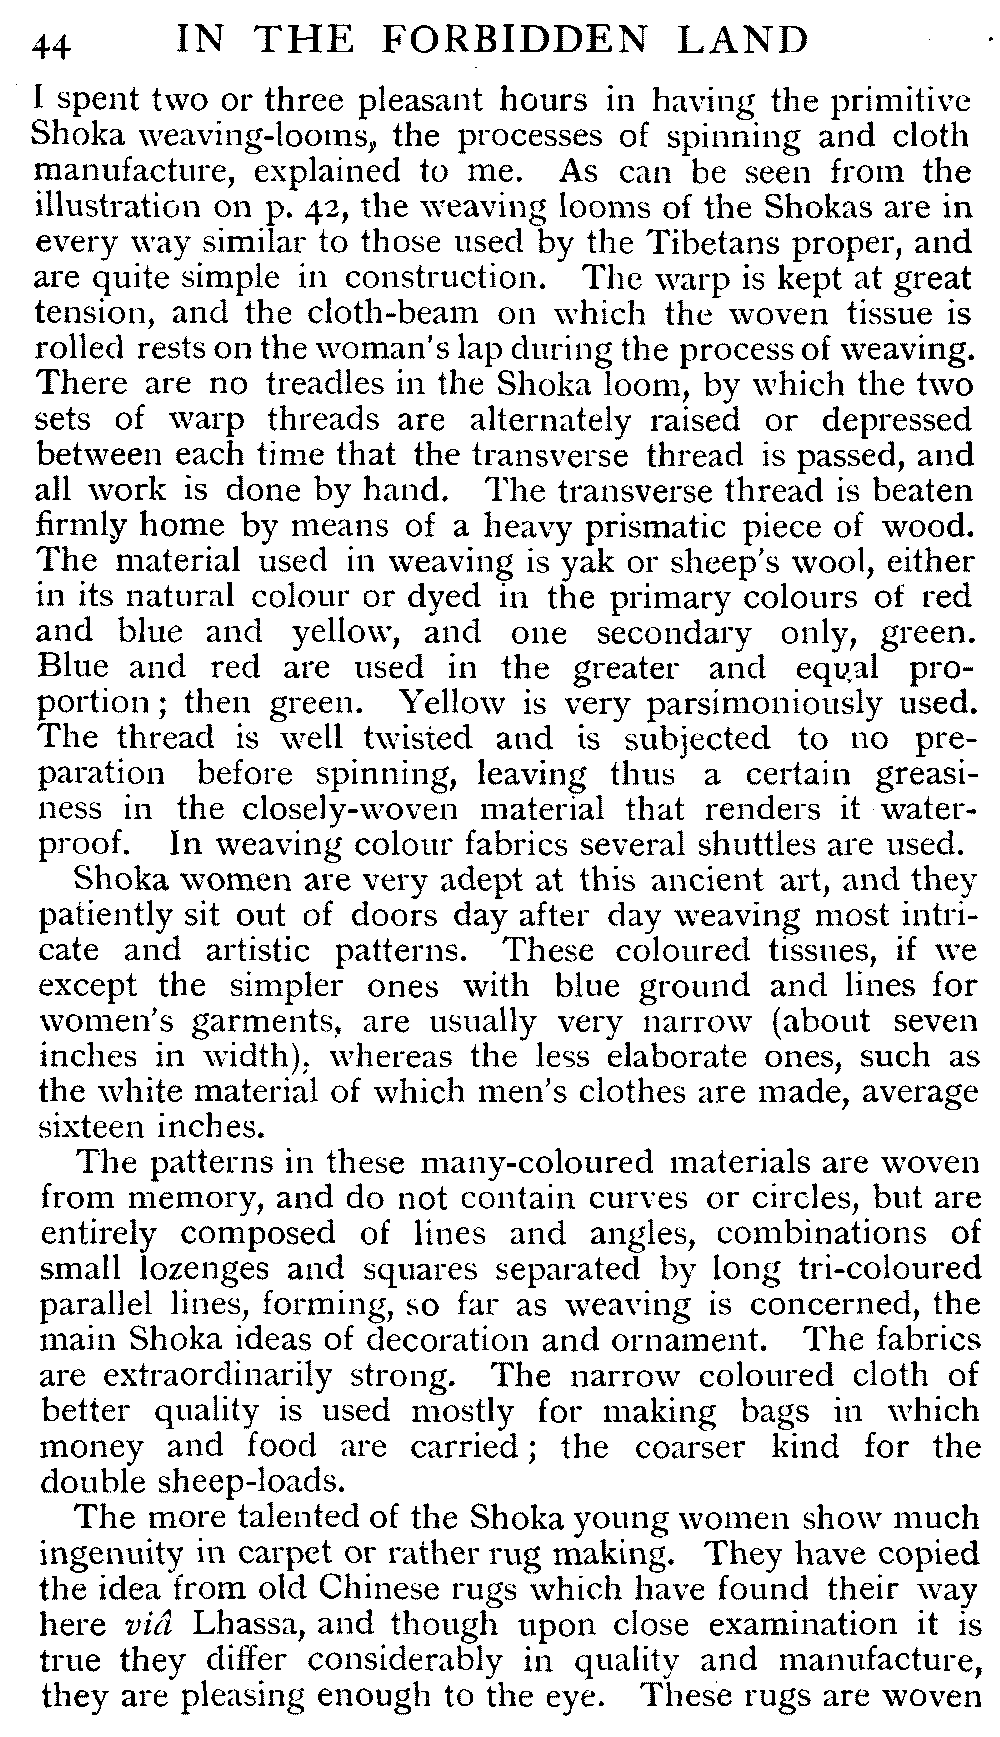 44 IN THE FORBIDDEN LAND
I spent two or three pleasant hours in having the primitive
Shoka weaving-looms, the processes of spinning and cloth
manufacture, explained to me. As can be seen from the
illustration on p. 42, the weaving looms of the Shokas are in
every way similar to those used by the Tibetans proper, and
are quite simple in construction. The warp is kept at great
tension, and the cloth-beam on which the woven tissue is
rolled rests on the woman's lap during the process of weaving.
There are no treadles in the Shoka loom, by which the two
sets of warp threads are alternately raised or depressed
between each time that the transverse thread is passed, and
all work is done by hand. The transverse thread is beaten
firmly home by means of a heavy prismatic piece of wood.
The material used in weaving is yak or sheep's wool, either
in its natural colour or dyed in the primary colours of red
and blue and yellow, and one secondary only, green.
Blue and red are used in the greater and equal pro-
portion; then green. Yellow is very parsimoniously used.
The thread is well twisted and is subjected to no pre-
paration before spinning, leaving thus a certain greasi-
ness in the closely-woven material that renders it water-
proof. In weaving colour fabrics several shuttles are used.
Shoka women are very adept at this ancient art, and they
patiently sit out of doors day after day weaving most intri-
cate and artistic patterns. These coloured tissues, if we
except the simpler ones with blue ground and lines for
women's garments, are usually very narrow (about seven
inches in width), whereas the less elaborate ones, such as
the white material of which men's clothes are made, average
sixteen inches.
The patterns in these many-coloured materials are woven
from memory, and do not contain curves or circles, but are
entirely composed of lines and angles, combinations of
small lozenges and squares separated by long tri-coloured
parallel lines, forming, so far as weaving is concerned, the
main Shoka ideas of decoration and ornament. The fabrics
are extraordinarily strong. The narrow coloured cloth of
better quality is used mostly for making bags in which
money and food are carried; the coarser kind for the
double sheep-loads.
The more talented of the Shoka young women show much
ingenuity in carpet or rather rug making. They have copied
the idea from old Chinese rugs which have found their way
here viâ Lhassa, and though upon close examination it is
true they differ considerably in quality and manufacture,
they are pleasing enough to the eye. These rugs are woven